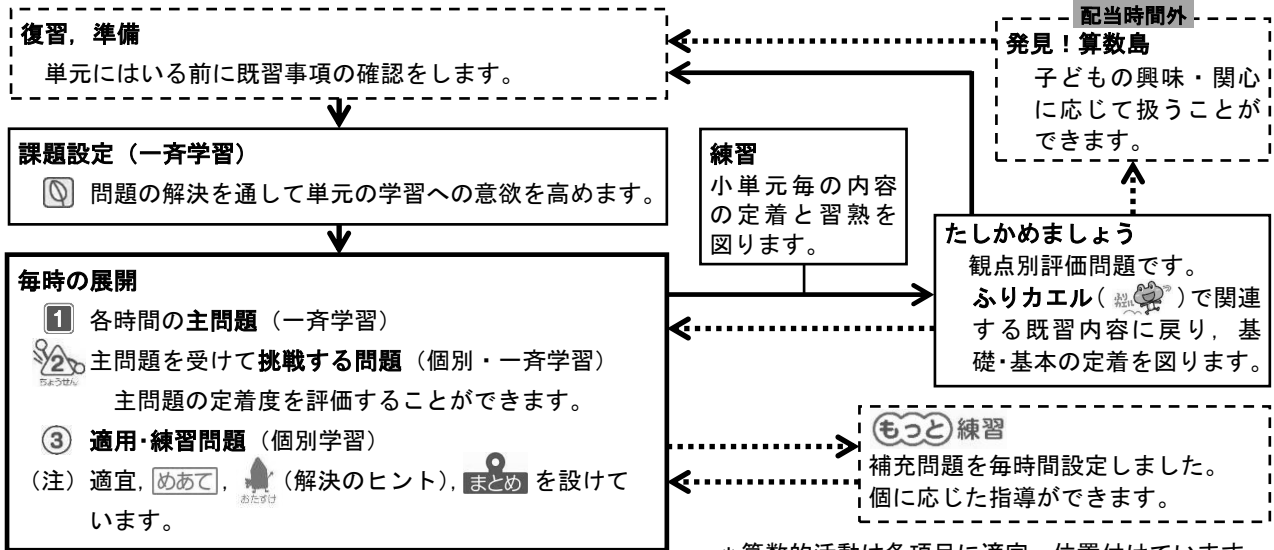 復習，準備
単元にはいる前に既習事項の確認をします。
配当時間外
発見！算数島
子どもの興味・関心
に応じて扱うことが
できます。
課題設定（一斉学習）
問題の解決を通して単元の学習への意欲を高めます。
練習
小単元毎の内容
の定着と習熟を
図ります。
たしかめましょう
観点別評価問題です。
ふりカエル（ふりカエル）で関連
する既習内容に戻り，基
礎・基本の定着を図ります。
毎時の展開
1 各時間の主問題（一斉学習）
2 主問題を受けて挑戦する問題（個別・一斉学習）
ちょうせん
主問題の定着度を評価することができます。
③ 適用・練習問題（個別学習）
（注）適宜，めあて，（解決のヒント），まとめ を設けて
おたすけ
います。
もっと練習
補充問題を毎時間設定しました。
個に応じた指導ができます。